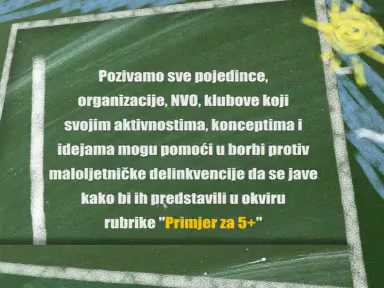 Pozivamo sve pojedince,
organizacije, NVO, klubove koji
svojim aktivnostima, konceptima i
idejama mogu pomoći u borbi protiv
maloljetničke delinkvencije da se jave
kako bi ih predstavili u okviru
rubrike "Primjer za 5+"